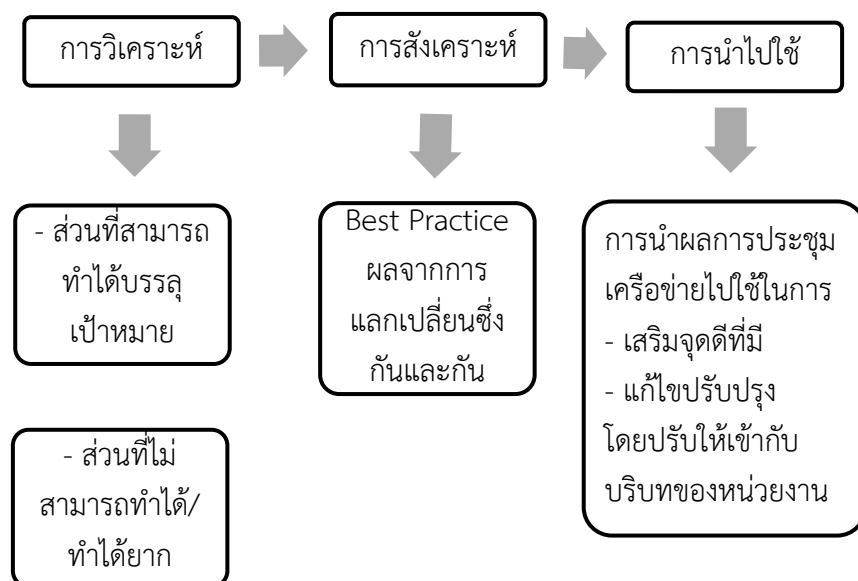 การวิเคราะห์
การสังเคราะห์
การนำไปใช้
- ส่วนที่สามารถ
ทำได้บรรลุ
เป้าหมาย
- ส่วนที่ไม่
สามารถทำได้/
ทำได้ยาก
Best Practice
ผลจากการ
แลกเปลี่ยนซึ่ง
กันและกัน
การนำผลการประชุม
เครือข่ายไปใช้ในการ
- เสริมจุดดีที่มี
- แก้ไขปรับปรุง
โดยปรับให้เข้ากับ
บริบทของหน่วยงาน